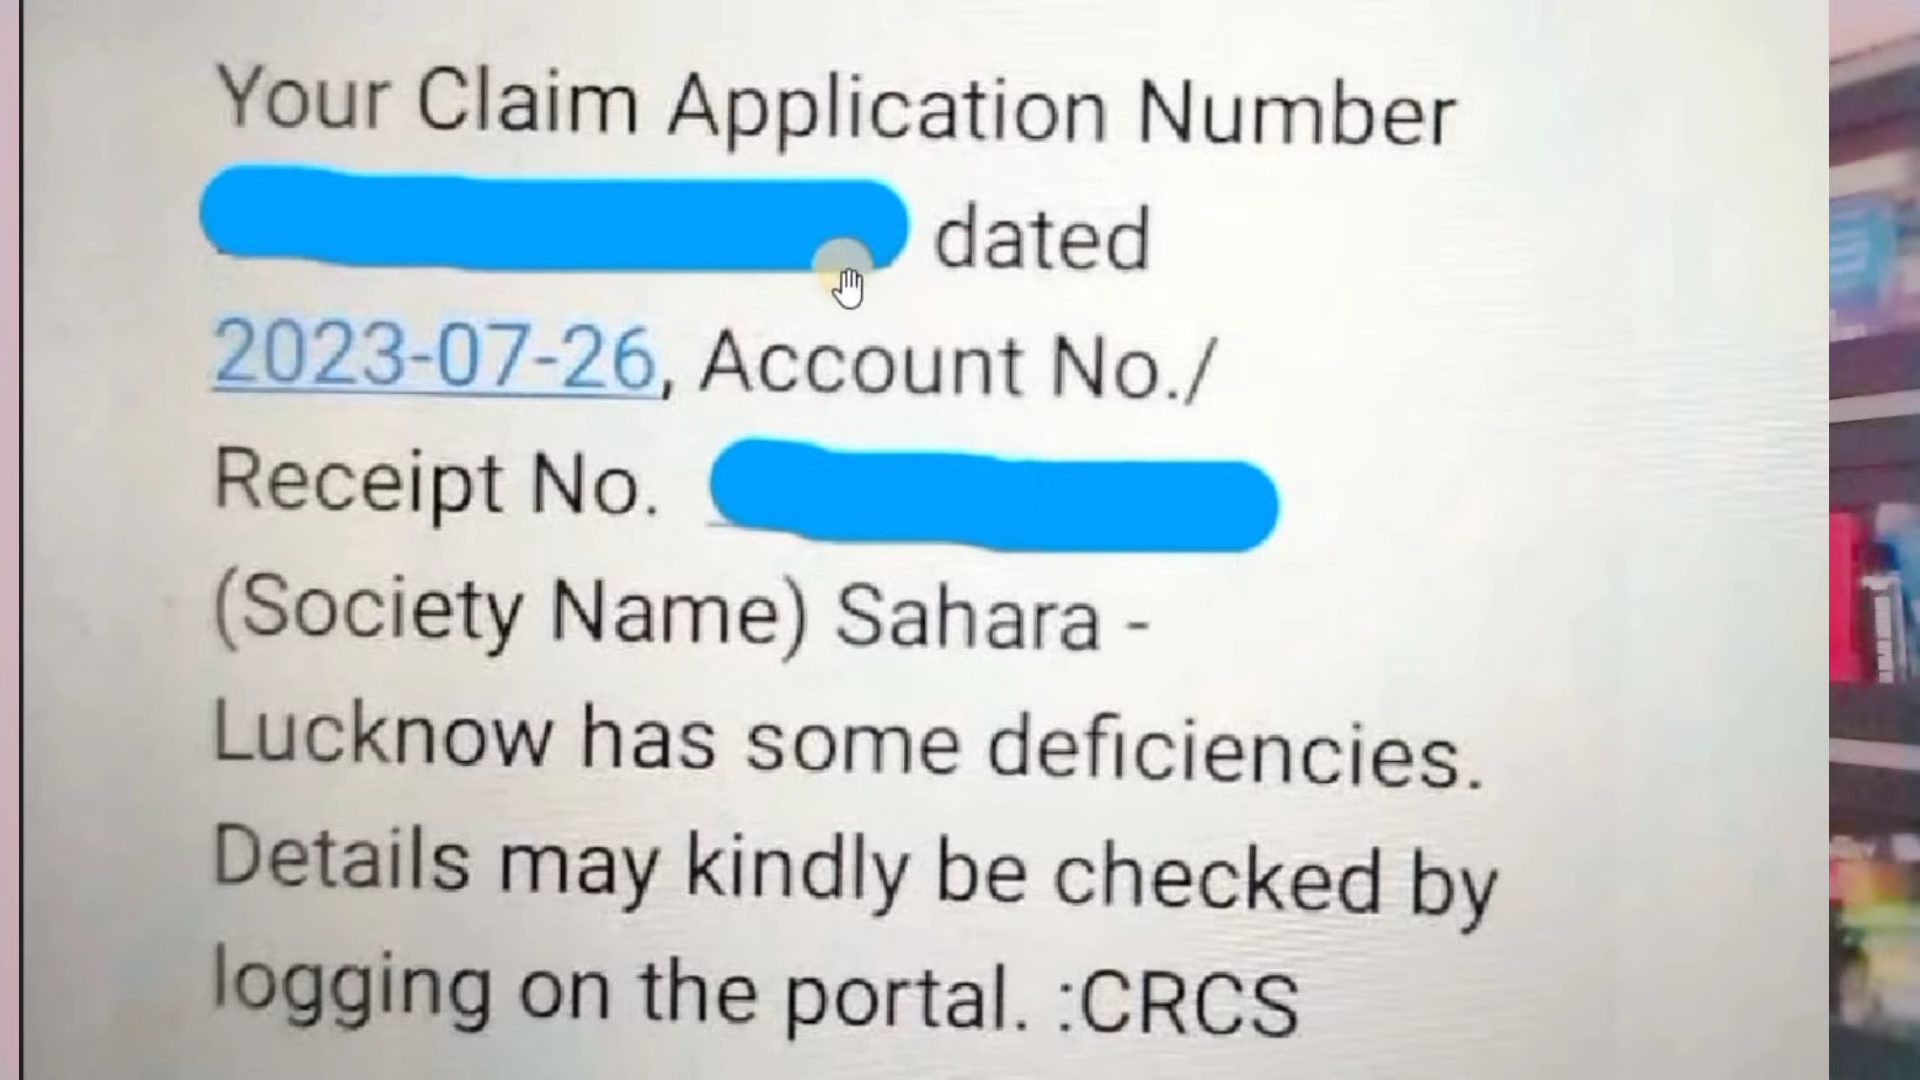 Your Claim Application Number
dated
2023-07-26, Account No./
Receipt No.
(Society Name) Sahara -
Lucknow has some deficiencies.
Details may kindly be checked by
logging on the portal. :CRCS